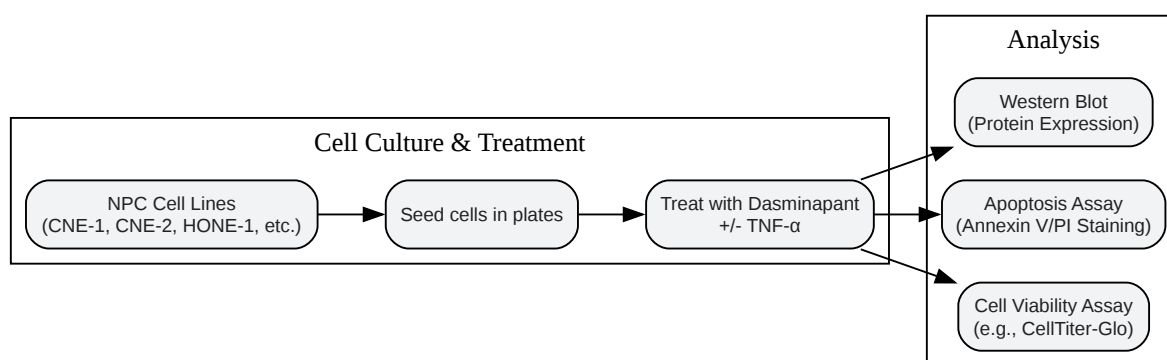 Cell Culture & Treatment
NPC Cell Lines
(CNE-1, CNE-2, HONE-1, etc.)
Seed cells in plates
Treat with Dasminapant
+/- TNF-α
Analysis
Western Blot
(Protein Expression)
Apoptosis Assay
(Annexin V/PI Staining)
Cell Viability Assay
(e.g., CellTiter-Glo)